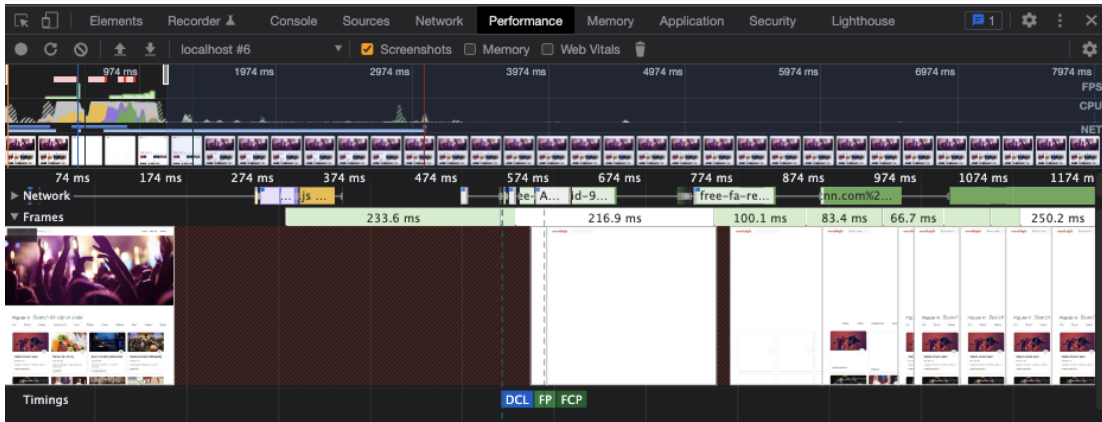 Elements Recorder Console Sources Network Performance Memory Application Security Lighthouse 1
localhost #6 Screenshots Memory Web Vitals
974 ms 1974 ms 2974 ms 3974 ms 4974 ms 5974 ms 6974 ms 7974 ms
FPS
CPU
NET
74 ms 174 ms 274 ms 374 ms 474 ms 574 ms 674 ms 774 ms 874 ms 974 ms 1074 ms 1174 m
Network ... .js ... ee- A... id-9... free-fa-re... nn.com%2...
Frames 233.6 ms 216.9 ms 100.1 ms 83.4 ms 66.7 ms 250.2 ms
Timings DCL FP FCP